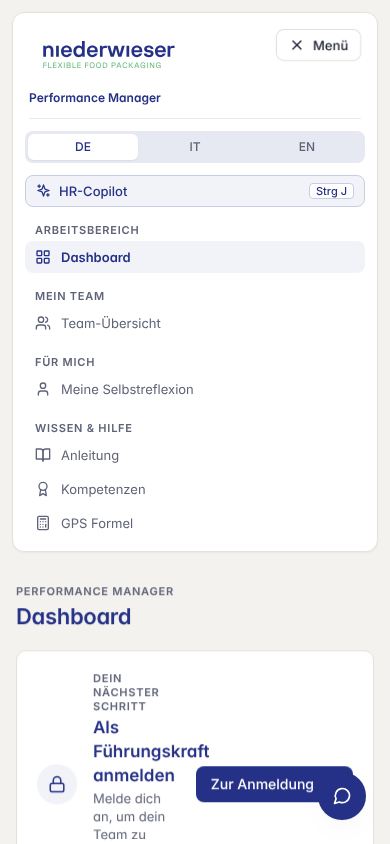 niederwieser
FLEXIBLE FOOD PACKAGING
Menü
Performance Manager
DE
IT
EN
HR-Copilot
Strg J
ARBEITSBEREICH
Dashboard
MEIN TEAM
Team-Übersicht
FÜR MICH
Meine Selbstreflexion
WISSEN & HILFE
Anleitung
Kompetenzen
GPS Formel
PERFORMANCE MANAGER
Dashboard
DEIN
NÄCHSTER
SCHRITT
Als
Führungskraft
anmelden
Melde dich
an, um dein
Team zu
Zur Anmeldung